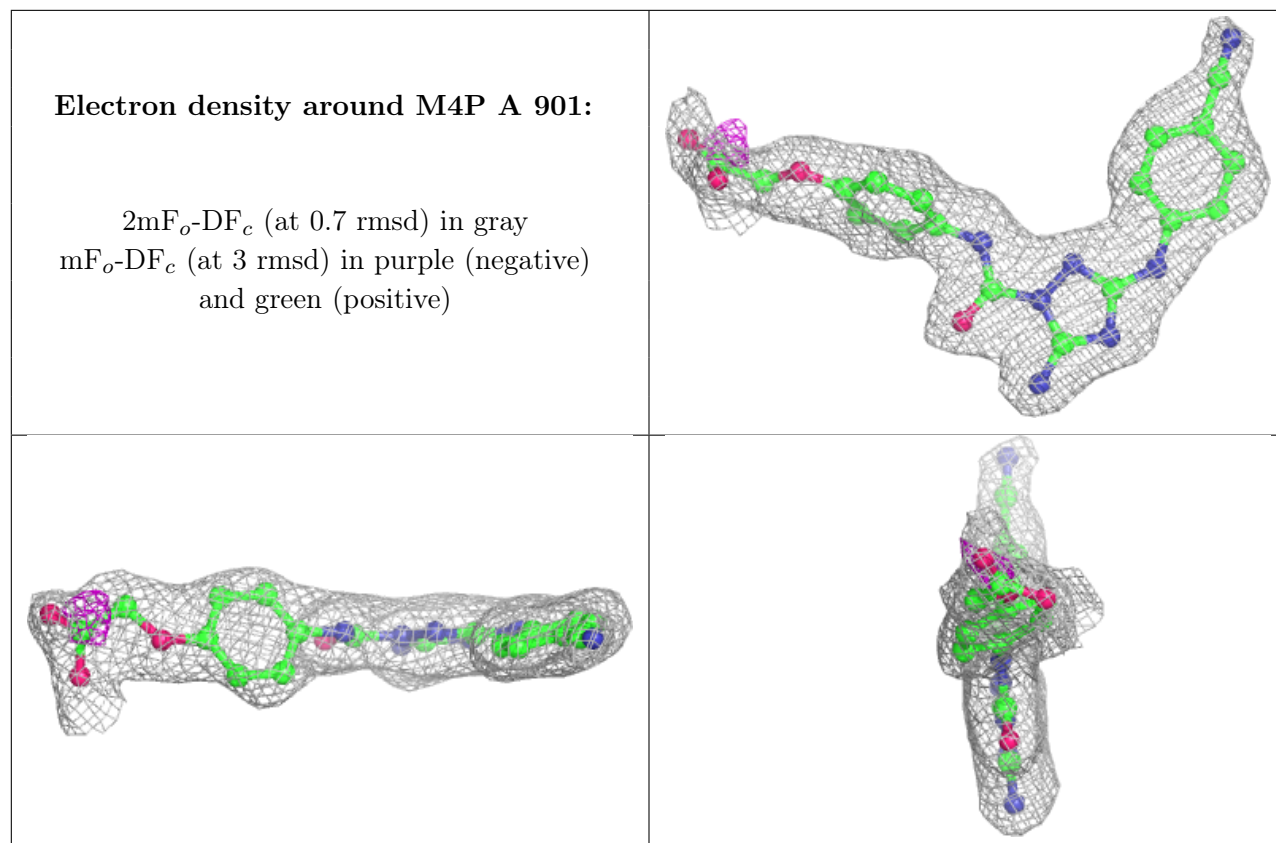 Electron density around M4P A 901:
2mFo-DFc (at 0.7 rmsd) in gray
mFo-DFc (at 3 rmsd) in purple (negative)
and green (positive)